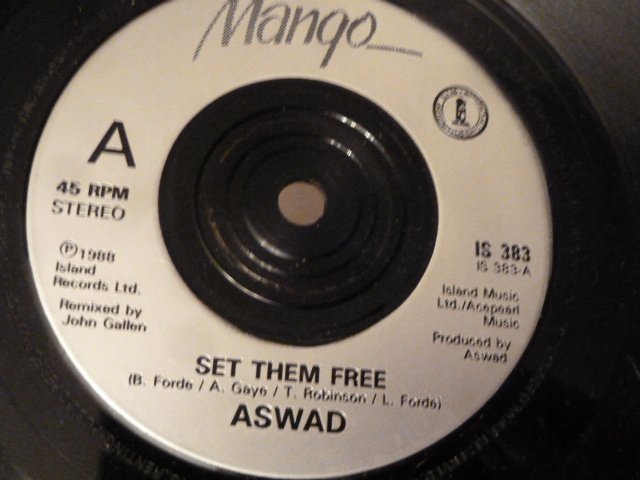 Mango
A
45 RPM
STEREO
℗1988
Island
Records Ltd.
Remixed by
John Gallen
IS 383
IS 383-A
Island Music
Ltd./Acepearl
Music
Produced by
Aswad
SET THEM FREE
(B. Forde / A. Gaye / T. Robinson / L. Forde)
ASWAD